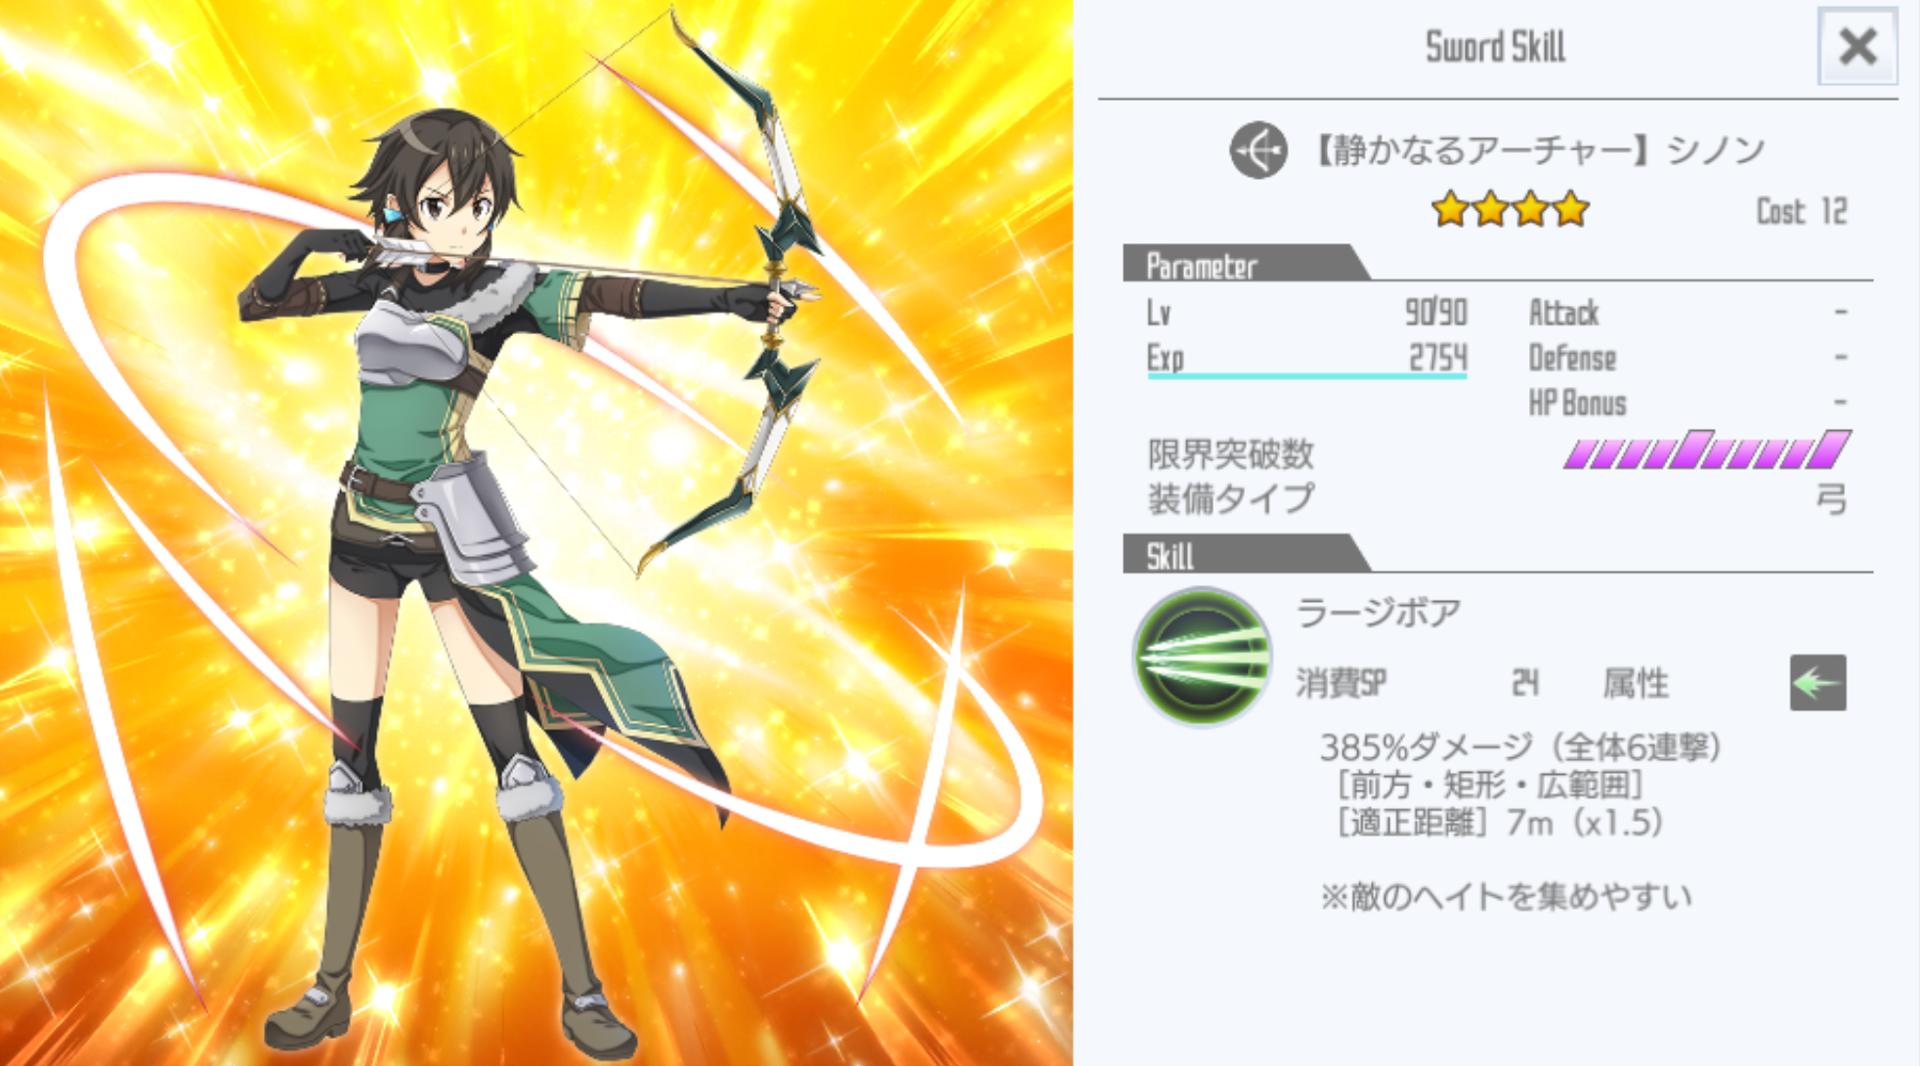 Sword Skill
【静かなるアーチャー】シノン
Cost 12
Parameter
Lv 90/90 Attack -
Exp 2754 Defense -
HP Bonus -
限界突破数
装備タイプ 弓
Skill
ラージボア
消費SP 24 属性
385%ダメージ（全体6連撃）
［前方・矩形・広範囲］
［適正距離］7m（x1.5）
※敵のヘイトを集めやすい